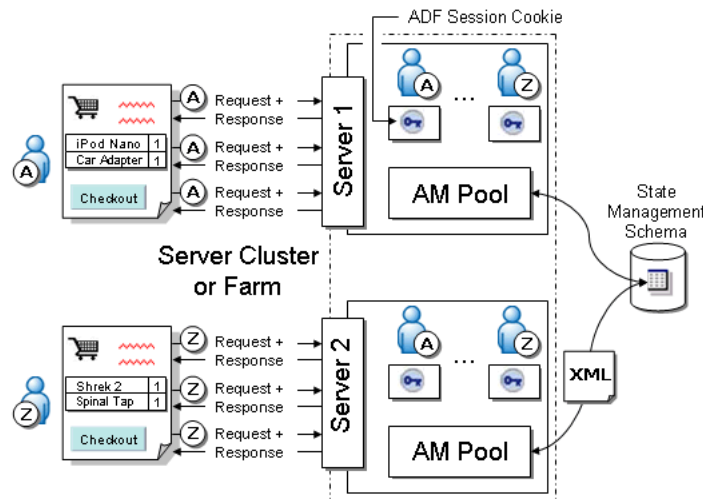 ADF Session Cookie
A
Request +
Response
A
Request +
Response
A
Request +
Response
iPod Nano 1
Car Adapter 1
Checkout
A
Server 1
A
...
Z
AM Pool
State
Management
Schema
Server Cluster
or Farm
Z
Request +
Response
Z
Request +
Response
Z
Request +
Response
Shrek 2 1
Spinal Tap 1
Checkout
Z
Server 2
A
...
Z
AM Pool
XML